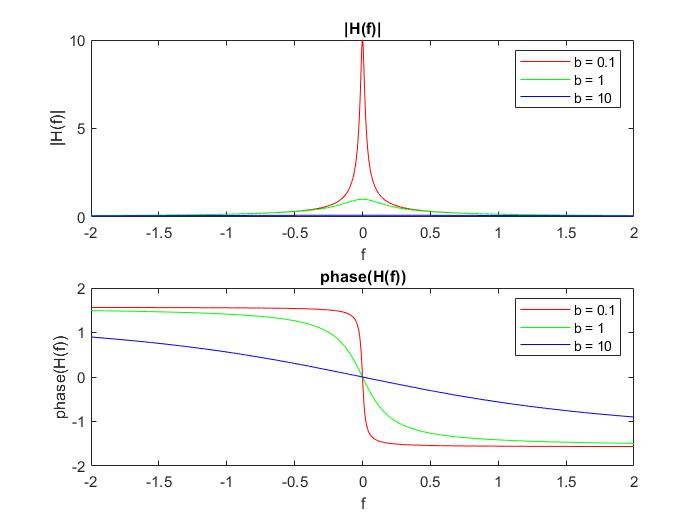 |H(f)|
10
5
0
|H(f)|
b = 0.1
b = 1
b = 10
-2 -1.5 -1 -0.5 0 0.5 1 1.5 2
f
phase(H(f))
2
1
0
-1
-2
phase(H(f))
b = 0.1
b = 1
b = 10
-2 -1.5 -1 -0.5 0 0.5 1 1.5 2
f